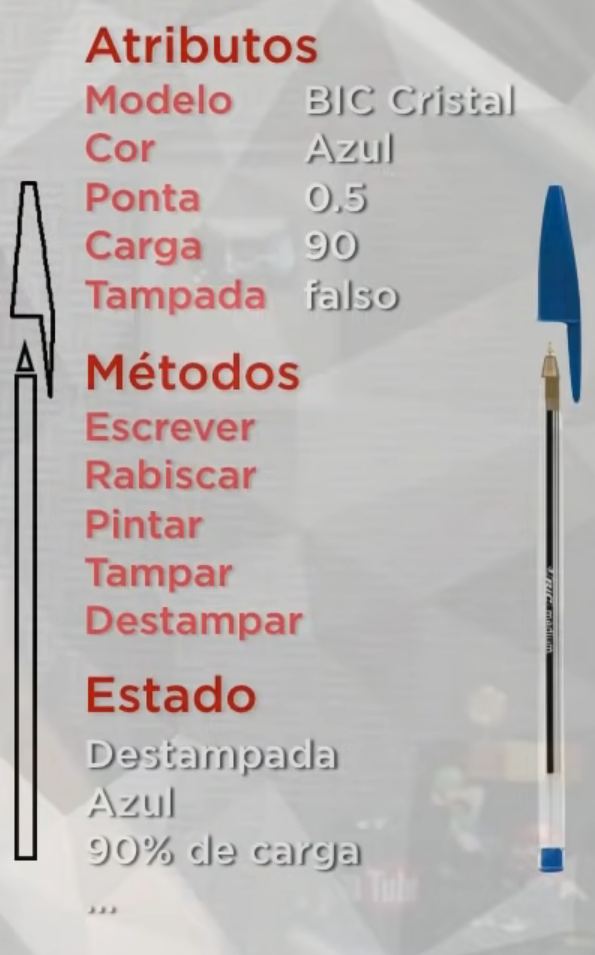 Atributos
Modelo BIC Cristal
Cor Azul
Ponta 0.5
Carga 90
Tampada falso
Métodos
Escrever
Rabiscar
Pintar
Tampar
Destampar
Estado
Destampada
Azul
90% de carga
...